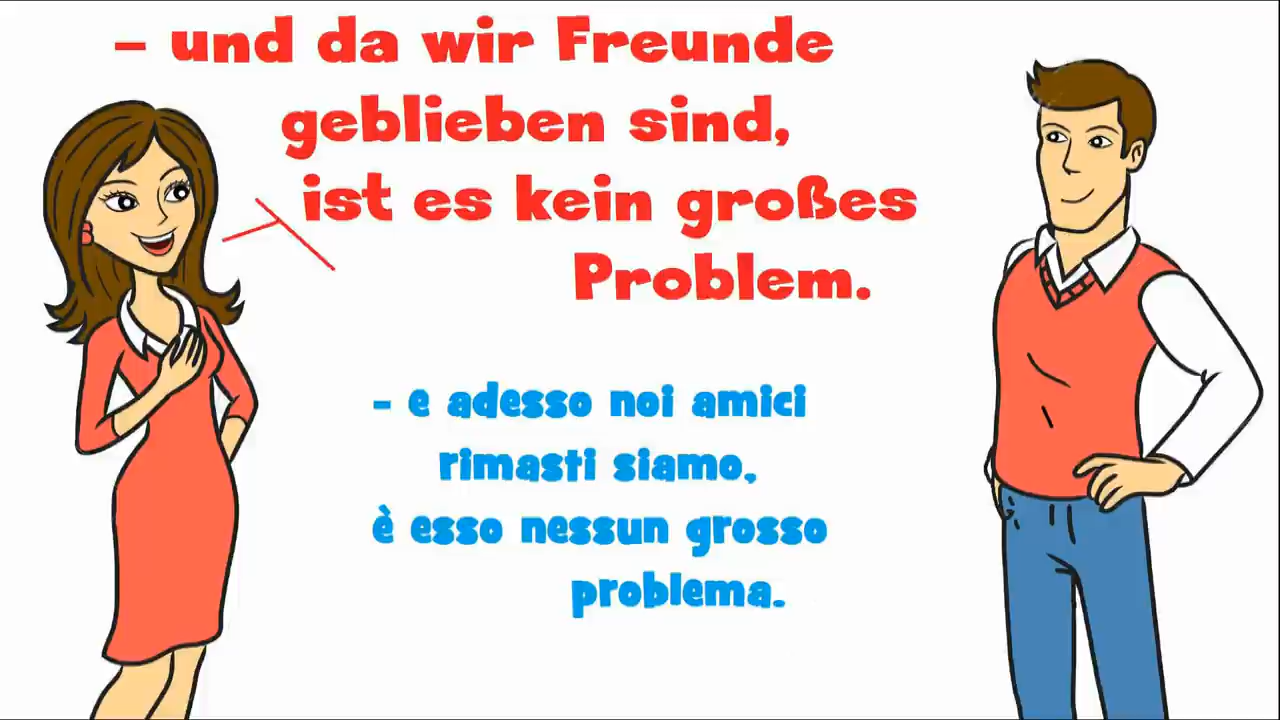 – und da wir Freunde
geblieben sind,
ist es kein großes
Problem.
– e adesso noi amici
rimasti siamo,
è esso nessun grosso
problema.